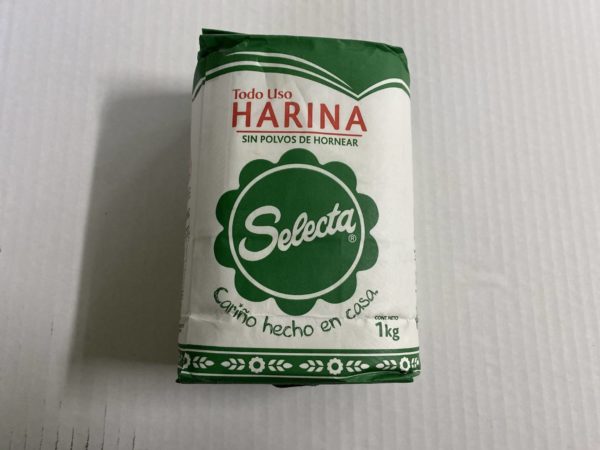 Todo Uso
HARINA
SIN POLVOS DE HORNEAR
Selecta®
Cariño hecho en casa.
CONT. NETO
1kg